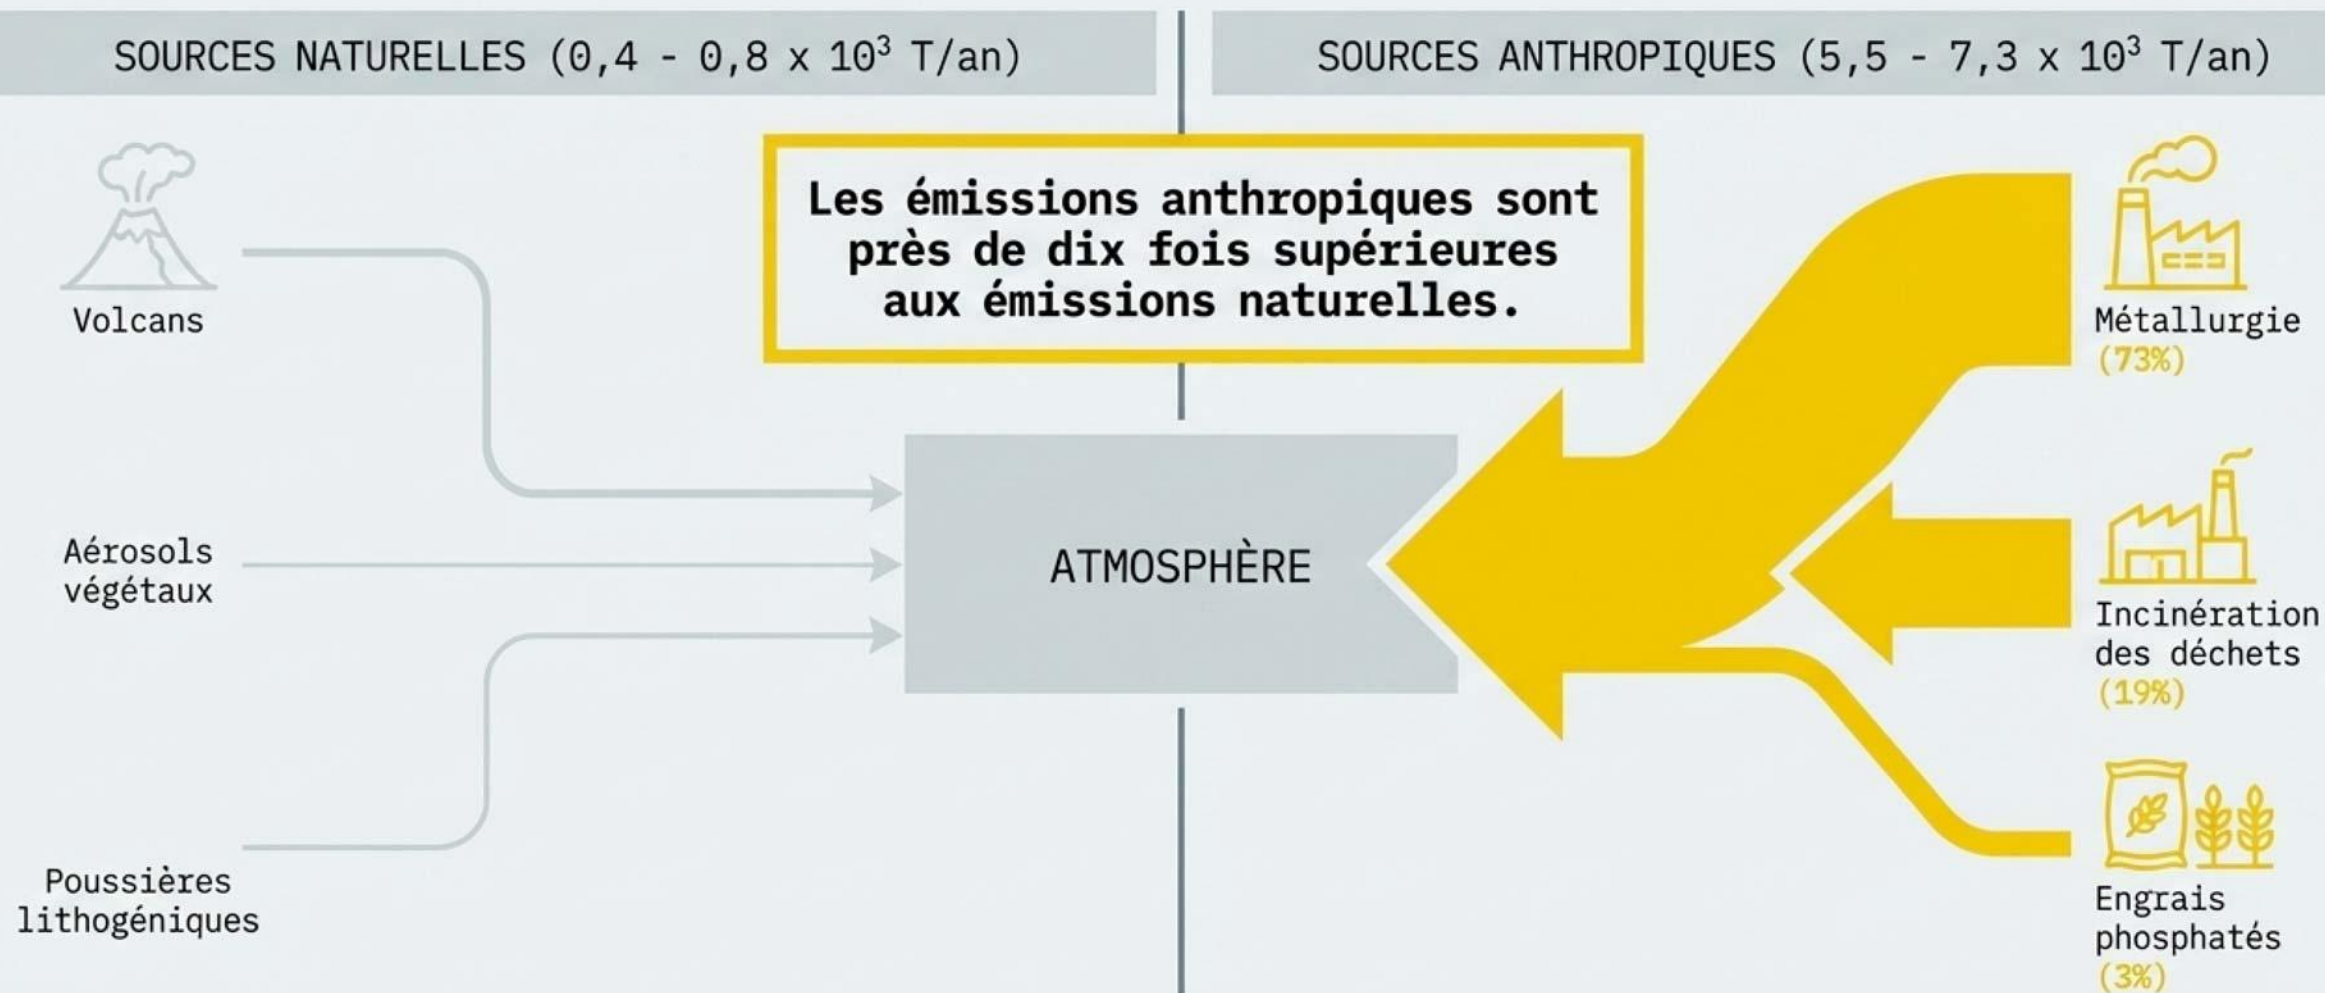 SOURCES NATURELLES (0,4 - 0,8 x 10³ T/an)
SOURCES ANTHROPIQUES (5,5 - 7,3 x 10³ T/an)
Les émissions anthropiques sont
près de dix fois supérieures
aux émissions naturelles.
Volcans
Aérosols
végétaux
Poussières
lithogéniques
ATMOSPHÈRE
Métallurgie
(73%)
Incinération
des déchets
(19%)
Engrais
phosphatés
(3%)